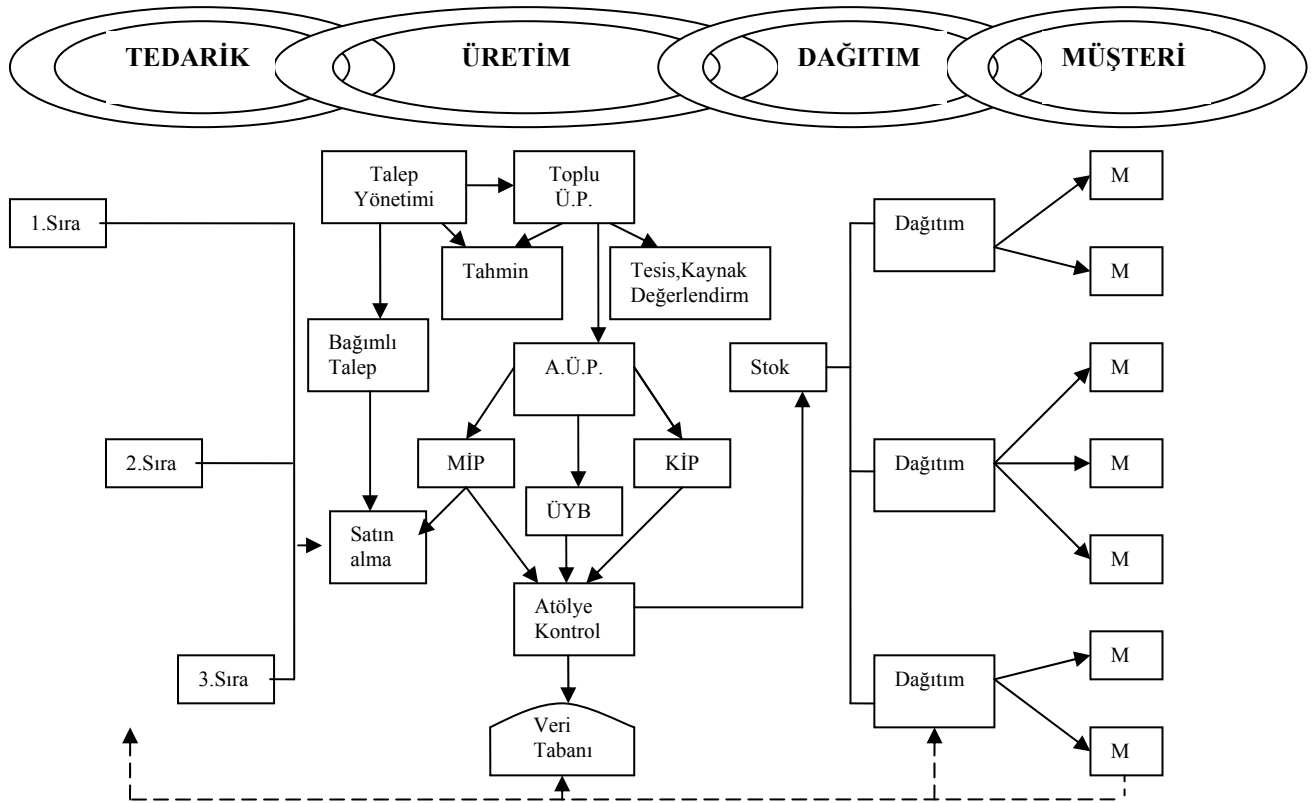 TEDARİK
ÜRETİM
DAĞITIM
MÜŞTERİ
Talep
Yönetimi
Toplu
Ü.P.
M
1.Sıra
Dağıtım
Tahmin
Tesis,Kaynak
Değerlendirm
M
Bağımlı
Talep
A.Ü.P.
Stok
M
2.Sıra
MİP
KİP
Dağıtım
M
ÜYB
Satın
alma
M
Atölye
Kontrol
3.Sıra
Dağıtım
M
Veri
Tabanı
M